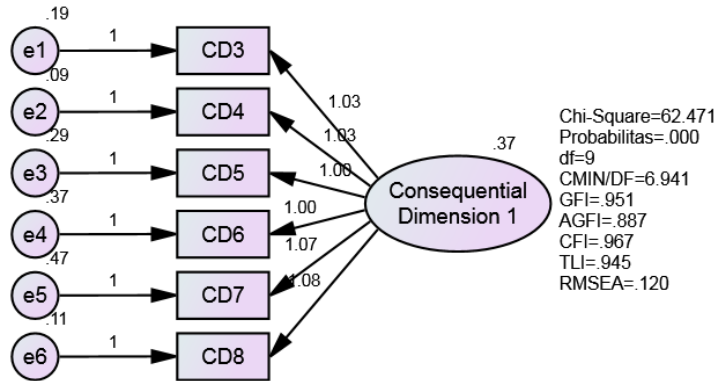 .19
e1 1 CD3
.09
e2 1 CD4
1.03
.29
1.03
e3 1 CD5
1.00
.37
e4 1 CD6
1.00
.47
e5 1 CD7
1.07
.11
e6 1 CD8
1.08
.37
Consequential
Dimension 1
Chi-Square=62.471
Probabilitas=.000
df=9
CMIN/DF=6.941
GFI=.951
AGFI=.887
CFI=.967
TLI=.945
RMSEA=.120